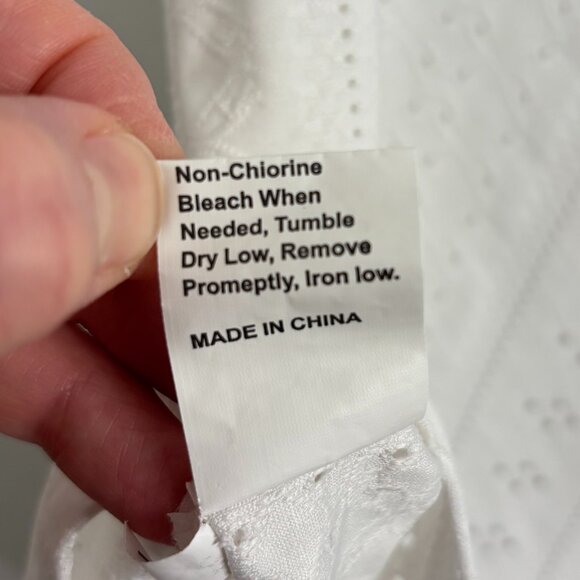 Non-Chiorine
Bleach When
Needed, Tumble
Dry Low, Remove
Promeptly, Iron low.
MADE IN CHINA